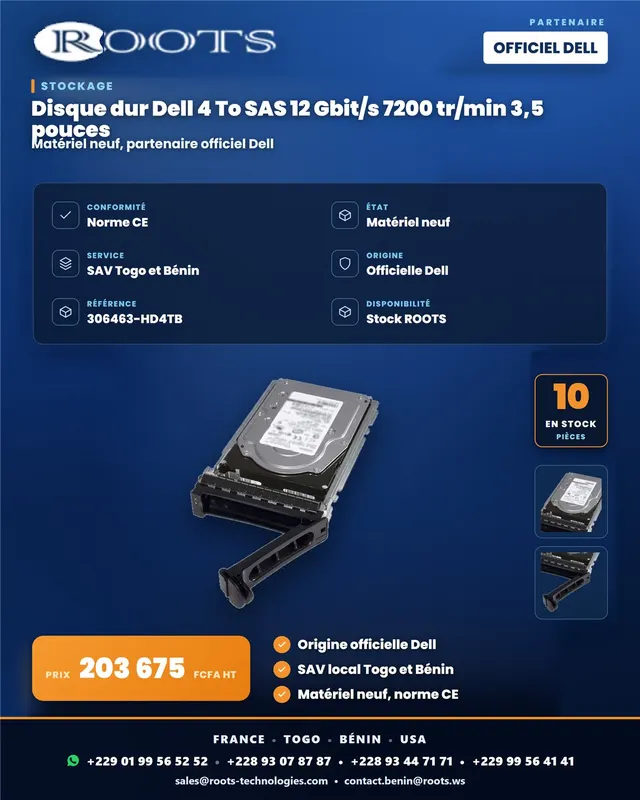 ROOTS
PARTENAIRE
OFFICIEL DELL
STOCKAGE
Disque dur Dell 4 To SAS 12 Gbit/s 7200 tr/min 3,5
pouces
Matériel neuf, partenaire officiel Dell
CONFORMITÉ
Norme CE
ÉTAT
Matériel neuf
SERVICE
SAV Togo et Bénin
ORIGINE
Officielle Dell
RÉFÉRENCE
306463-HD4TB
DISPONIBILITÉ
Stock ROOTS
10
EN STOCK
PIÈCES
PRIX 203 675 FCFA HT
Origine officielle Dell
SAV local Togo et Bénin
Matériel neuf, norme CE
FRANCE • TOGO • BÉNIN • USA
+229 01 99 56 52 52 • +228 93 07 87 87 • +228 93 44 71 71 • +229 99 56 41 41
sales@roots-technologies.com • contact.benin@roots.ws